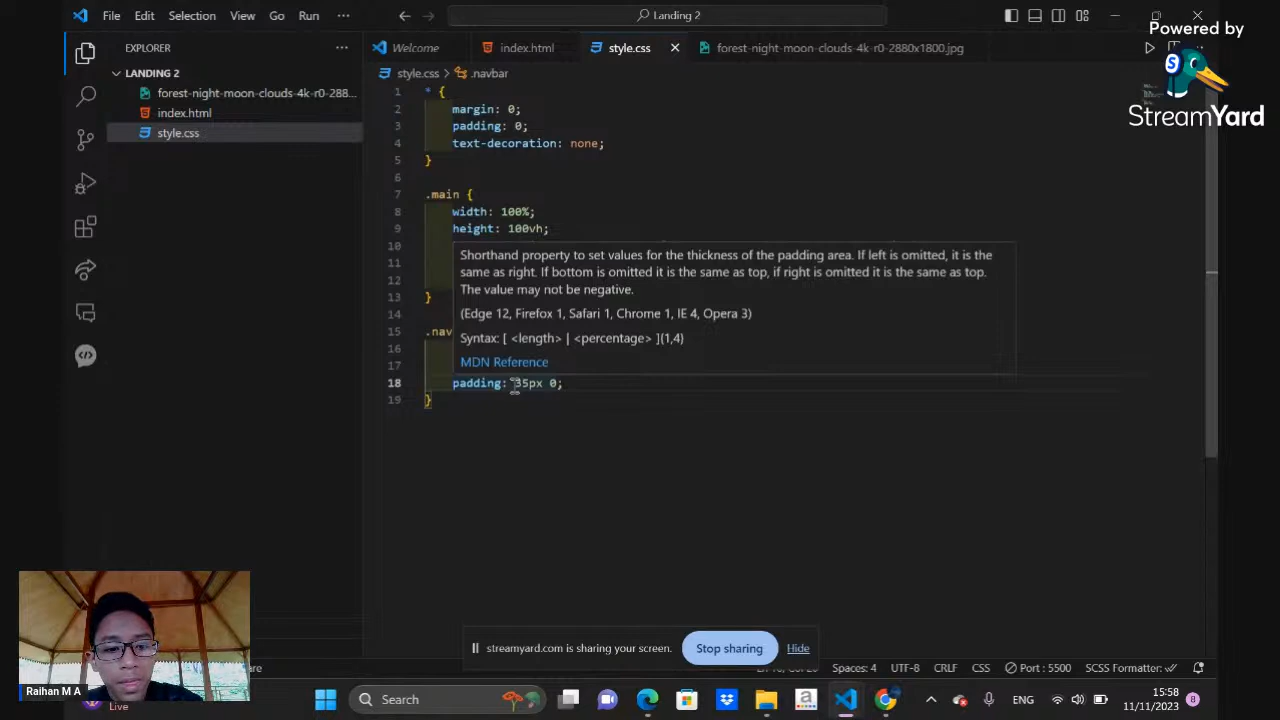 File Edit Selection View Go Run ··· Landing 2
Powered by
StreamYard
EXPLORER ···
LANDING 2
forest-night-moon-clouds-4k-r0-288...
index.html
style.css
Welcome index.html style.css forest-night-moon-clouds-4k-r0-2880x1800.jpg
style.css > .navbar
1 * {
2 margin: 0;
3 padding: 0;
4 text-decoration: none;
5 }
6
7 .main {
8 width: 100%;
9 height: 100vh;
10
11
12
13 }
14
15 .nav
16
17
18 padding: 35px 0;
19 }
Shorthand property to set values for the thickness of the padding area. If left is omitted, it is the
same as right. If bottom is omitted it is the same as top, if right is omitted it is the same as top.
The value may not be negative.
(Edge 12, Firefox 1, Safari 1, Chrome 1, IE 4, Opera 3)
Syntax: [ <length> | <percentage> ](1,4)
MDN Reference
streamyard.com is sharing your screen. Stop sharing Hide
Spaces: 4 UTF-8 CRLF CSS Port : 5500 SCSS Formatter:
Raihan M A
Live
Search
ENG
15:58
11/11/2023
8